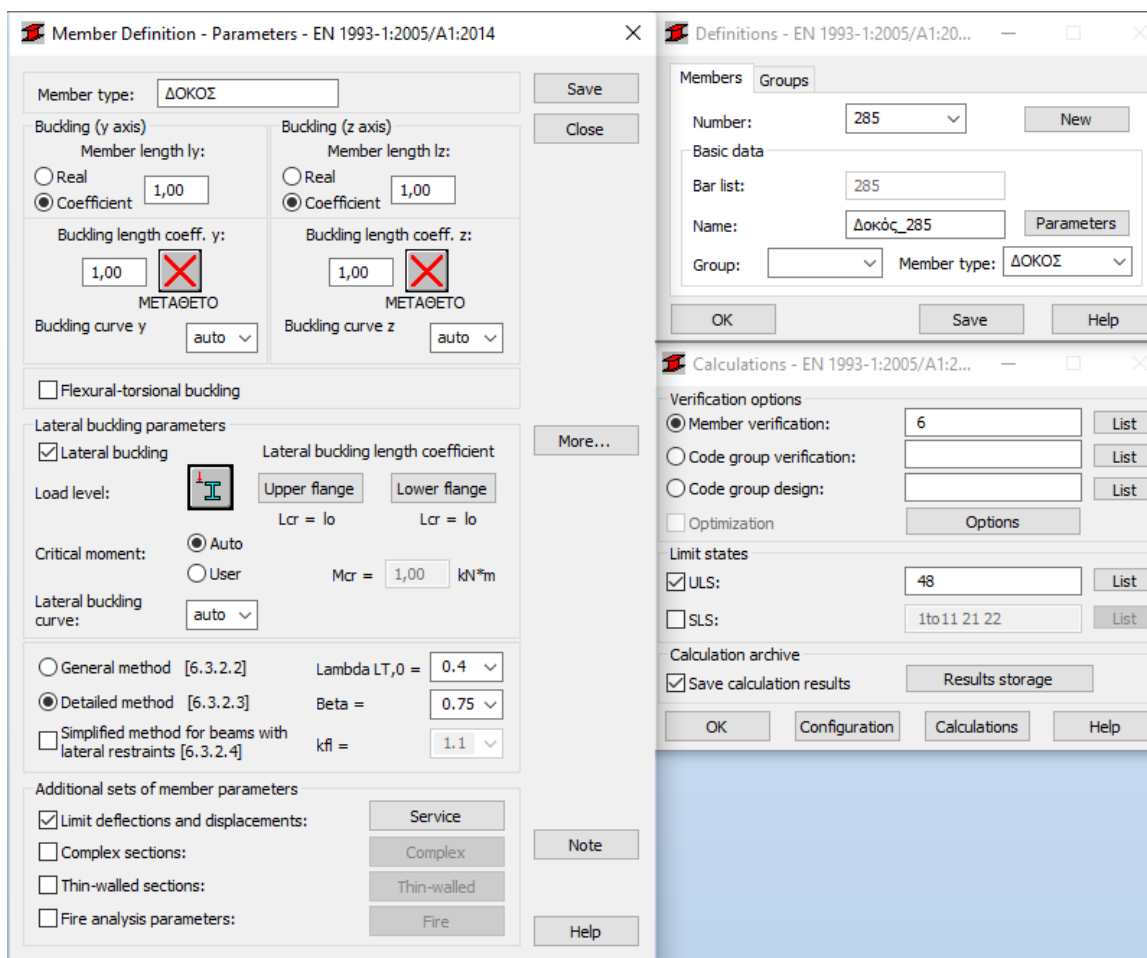 Member Definition - Parameters - EN 1993-1:2005/A1:2014
Member type: ΔΟΚΟΣ
Save
Close
Buckling (y axis)
Member length ly:
Real
Coefficient
1,00
Buckling (z axis)
Member length lz:
Real
Coefficient
1,00
Buckling length coeff. y:
1,00
ΜΕΤΑΘΕΤΟ
Buckling curve y auto
Buckling length coeff. z:
1,00
ΜΕΤΑΘΕΤΟ
Buckling curve z auto
Flexural-torsional buckling
Lateral buckling parameters
Lateral buckling
Lateral buckling length coefficient
More...
Load level:
Upper flange Lower flange
Lcr = lo Lcr = lo
Critical moment:
Auto
User
Mcr = 1,00 kN*m
Lateral buckling
curve:
auto
General method [6.3.2.2] Lambda LT,0 = 0.4
Detailed method [6.3.2.3] Beta = 0.75
Simplified method for beams with
lateral restraints [6.3.2.4]
kfl = 1.1
Additional sets of member parameters
Limit deflections and displacements: Service
Complex sections: Complex
Thin-walled sections: Thin-walled
Fire analysis parameters: Fire
Note
Help
Definitions - EN 1993-1:2005/A1:20...
Members Groups
Number: 285 New
Basic data
Bar list: 285
Name: Δοκός_285 Parameters
Group: Member type: ΔΟΚΟΣ
OK Save Help
Calculations - EN 1993-1:2005/A1:2...
Verification options
Member verification: 6 List
Code group verification: List
Code group design: List
Optimization Options
Limit states
ULS: 48 List
SLS: 1to11 21 22 List
Calculation archive
Save calculation results Results storage
OK Configuration Calculations Help